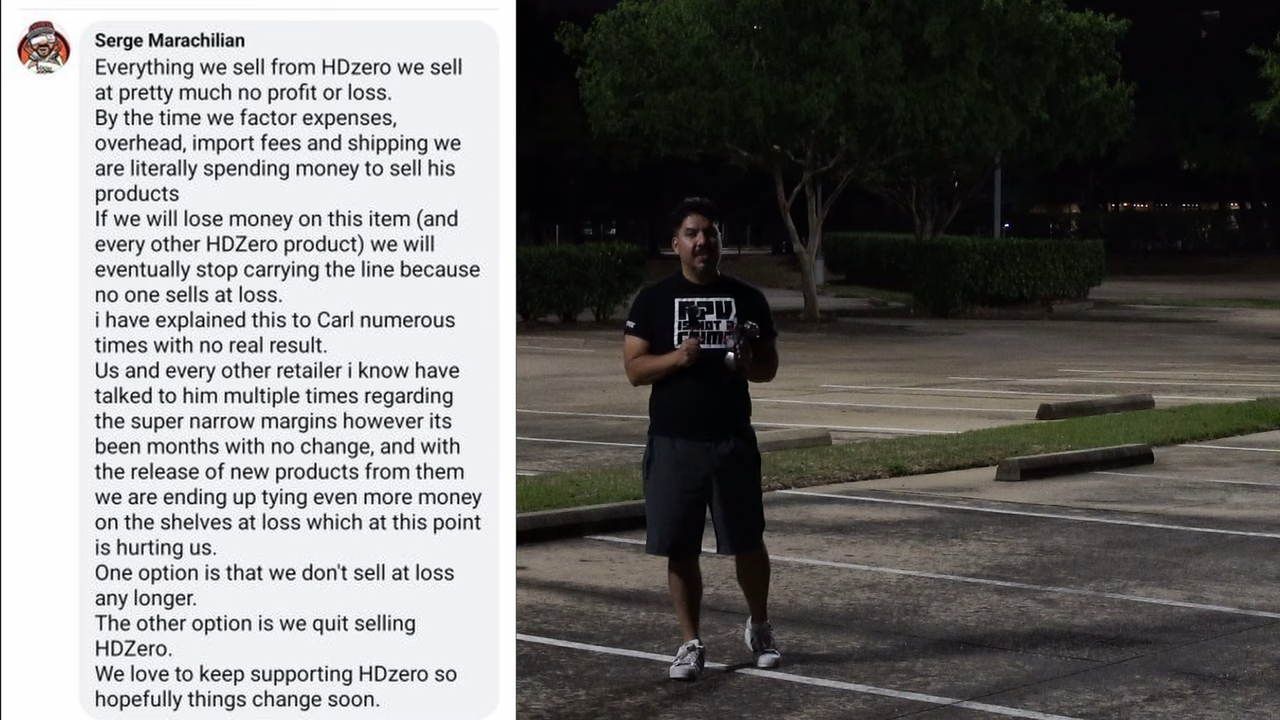 Serge Marachilian
Everything we sell from HDzero we sell
at pretty much no profit or loss.
By the time we factor expenses,
overhead, import fees and shipping we
are literally spending money to sell his
products
If we will lose money on this item (and
every other HDZero product) we will
eventually stop carrying the line because
no one sells at loss.
i have explained this to Carl numerous
times with no real result.
Us and every other retailer i know have
talked to him multiple times regarding
the super narrow margins however its
been months with no change, and with
the release of new products from them
we are ending up tying even more money
on the shelves at loss which at this point
is hurting us.
One option is that we don't sell at loss
any longer.
The other option is we quit selling
HDZero.
We love to keep supporting HDzero so
hopefully things change soon.
FPV
IS NOT A